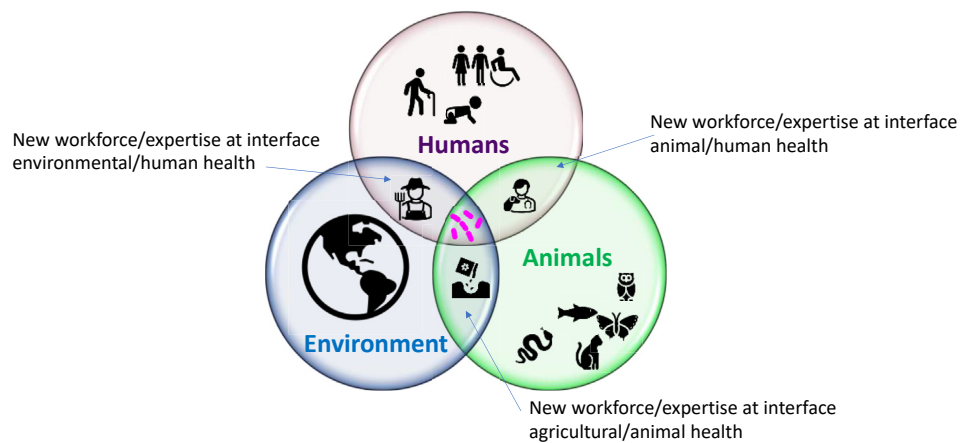 Humans
New workforce/expertise at interface
environmental/human health
New workforce/expertise at interface
animal/human health
Animals
Environment
New workforce/expertise at interface
agricultural/animal health